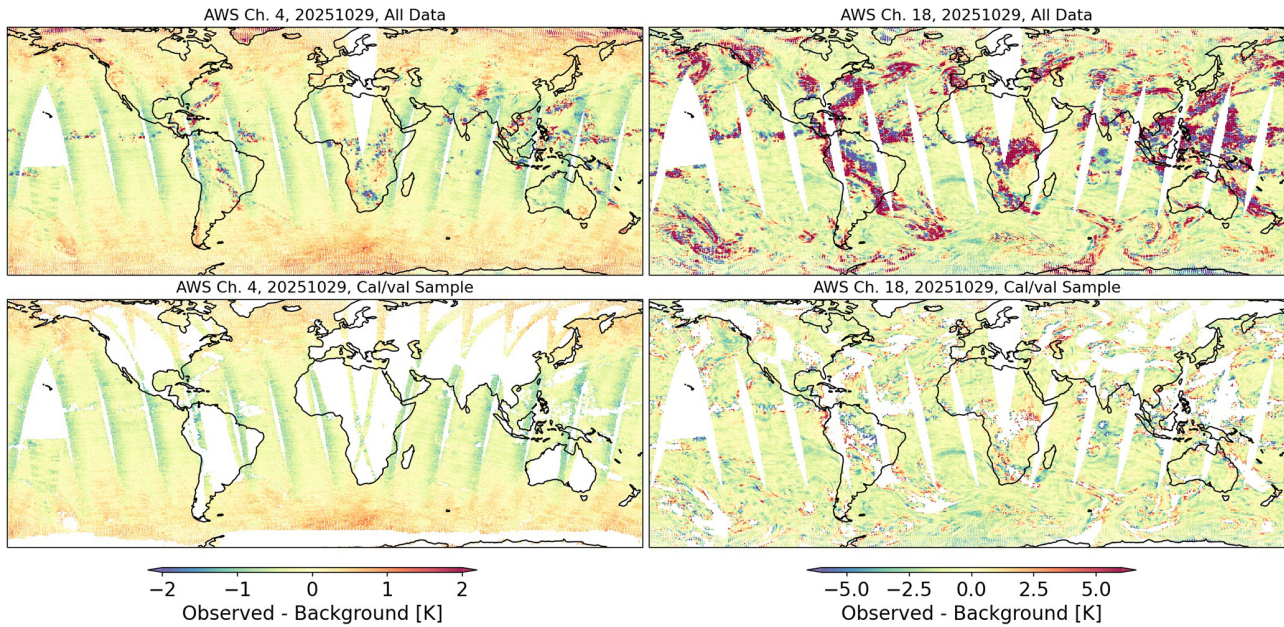 AWS Ch. 4, 20251029, All Data
AWS Ch. 18, 20251029, All Data
AWS Ch. 4, 20251029, Cal/val Sample
AWS Ch. 18, 20251029, Cal/val Sample
−2 −1 0 1 2
Observed - Background [K]
−5.0 −2.5 0.0 2.5 5.0
Observed - Background [K]